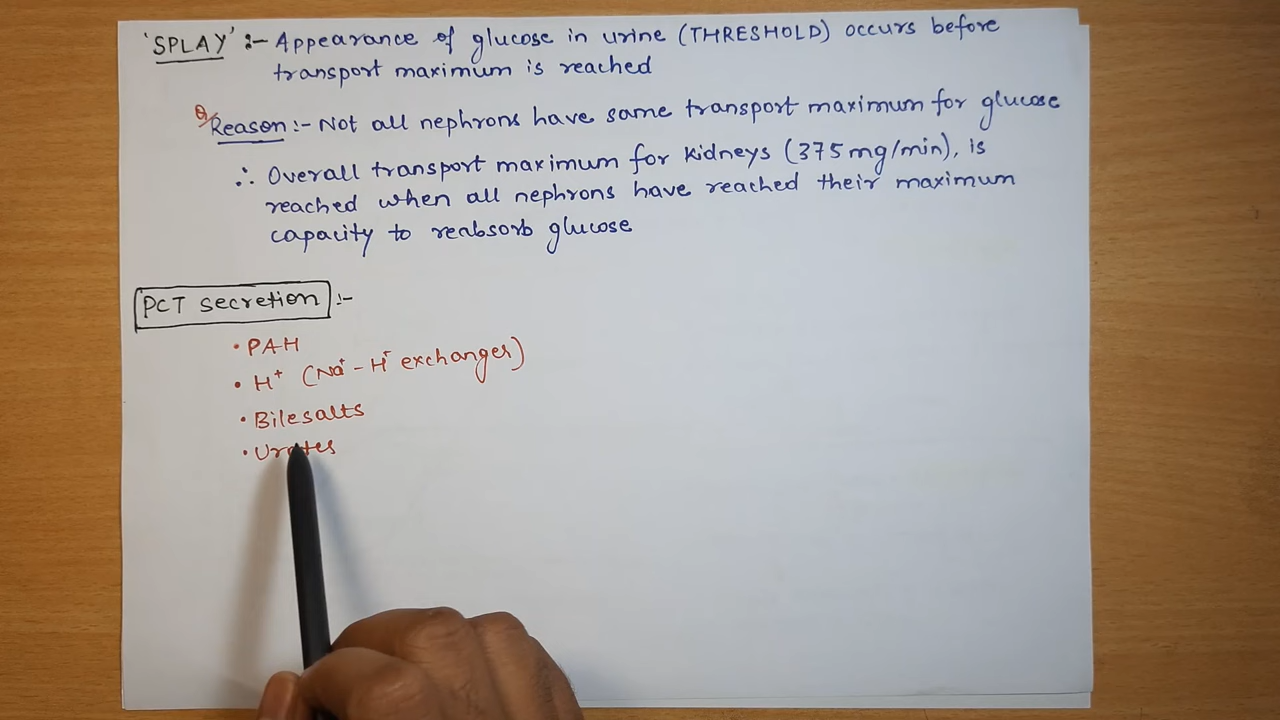 'SPLAY' :- Appearance of glucose in urine (THRESHOLD) occurs before
transport maximum is reached
Q/ Reason :- Not all nephrons have same transport maximum for glucose
∴ Overall transport maximum for kidneys (375 mg/min), is
reached when all nephrons have reached their maximum
capacity to reabsorb glucose
PCT secretion :-
• PAH
• H⁺ (Na⁺ - H⁺ exchanger)
• Bilesalts
• Urates